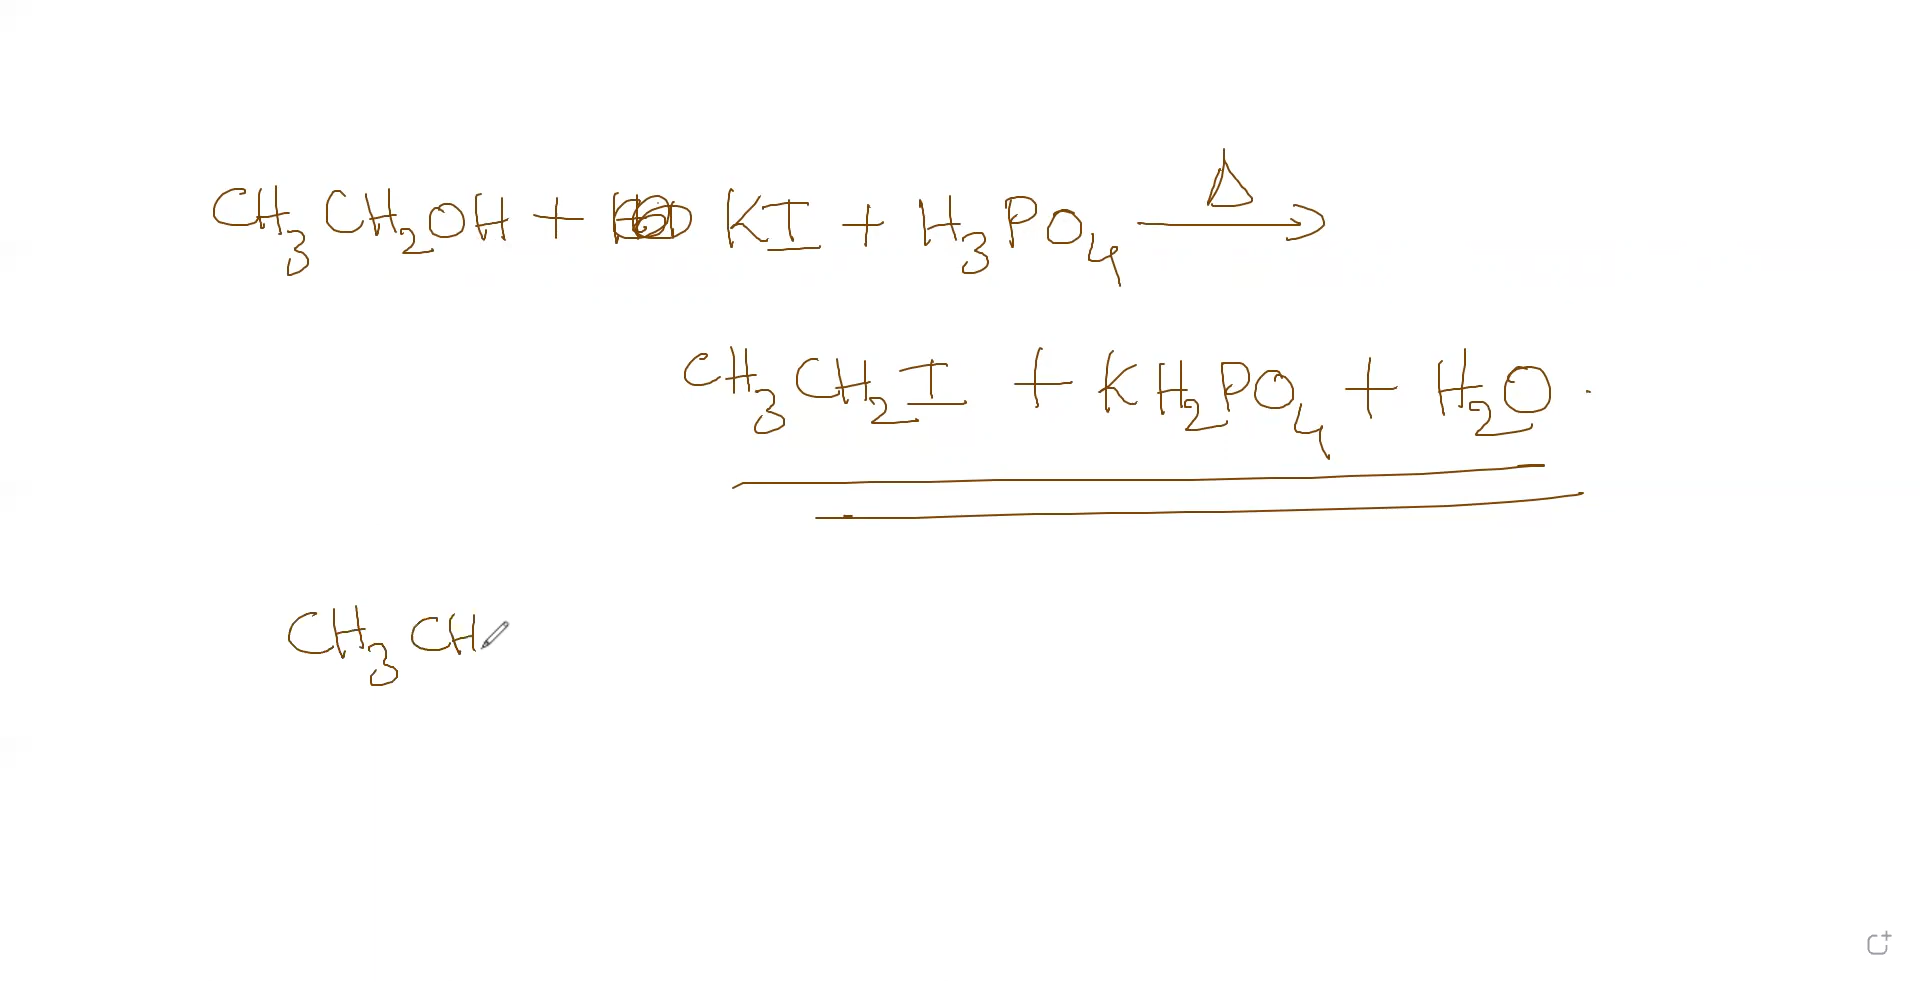 CH₃CH₂OH + KI + H₃PO₄ —Δ→
CH₃CH₂I + KH₂PO₄ + H₂O .
CH₃CH